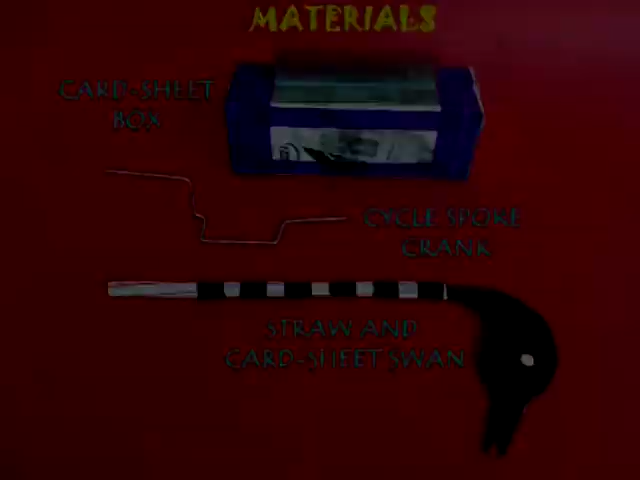 MATERIALS
CARD-SHEET
BOX
CYCLE SPOKE
CRANK
STRAW AND
CARD-SHEET SWAN